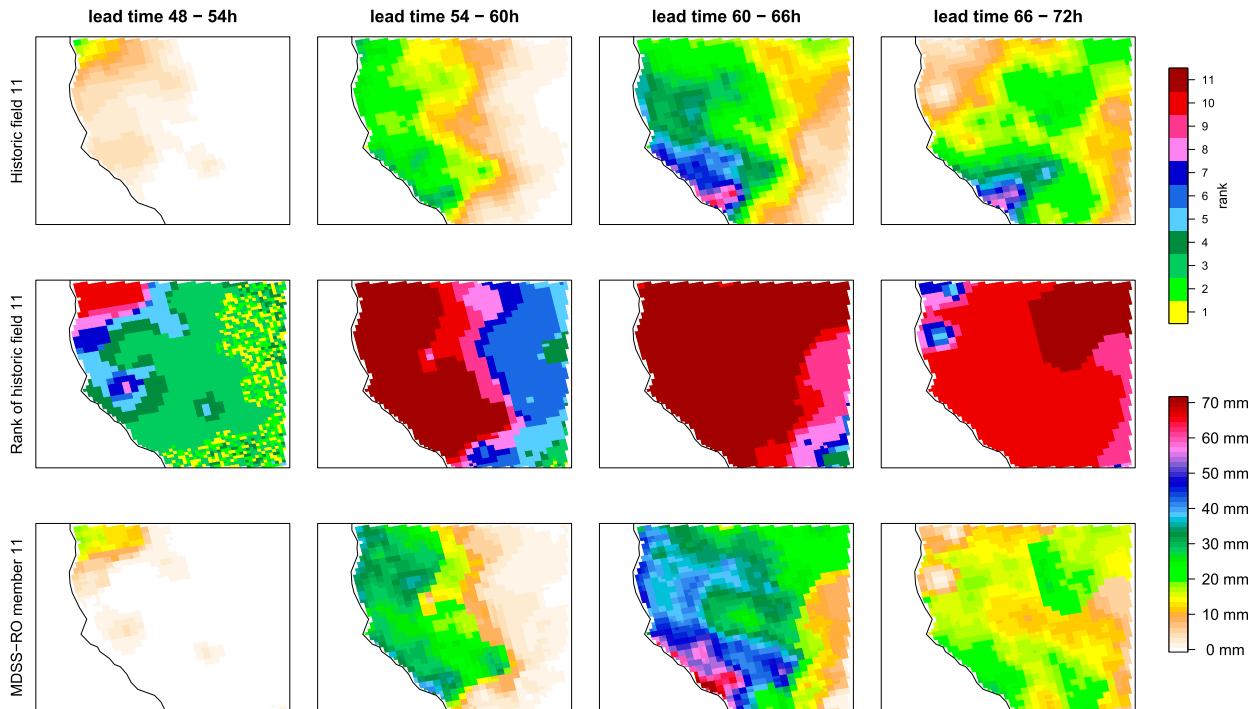 lead time 48 − 54h
lead time 54 − 60h
lead time 60 − 66h
lead time 66 − 72h
Historic field 11
Rank of historic field 11
MDSS−RO member 11
11
10
9
8
7
6
5
4
3
2
1
rank
70 mm
60 mm
50 mm
40 mm
30 mm
20 mm
10 mm
0 mm